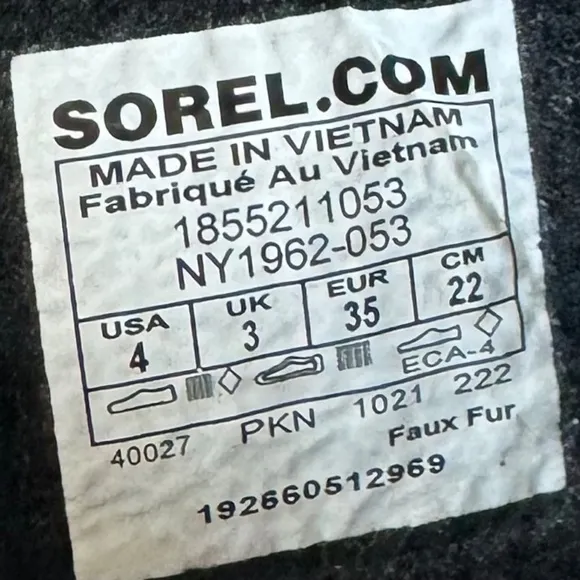 SOREL.COM
MADE IN VIETNAM
Fabriqué Au Vietnam
1855211053
NY1962-053
USA UK EUR CM
4 3 35 22
ECA-4
40027 PKN 1021 222
Faux Fur
192660512969